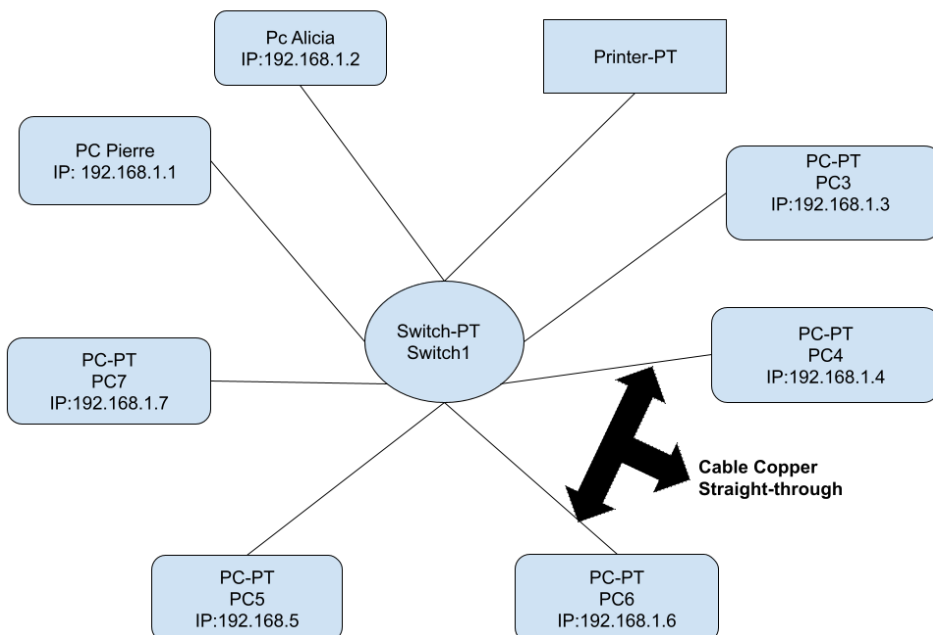 Pc Alicia
IP:192.168.1.2
Printer-PT
PC Pierre
IP: 192.168.1.1
PC-PT
PC3
IP:192.168.1.3
Switch-PT
Switch1
PC-PT
PC4
IP:192.168.1.4
PC-PT
PC7
IP:192.168.1.7
Cable Copper
Straight-through
PC-PT
PC5
IP:192.168.5
PC-PT
PC6
IP:192.168.1.6